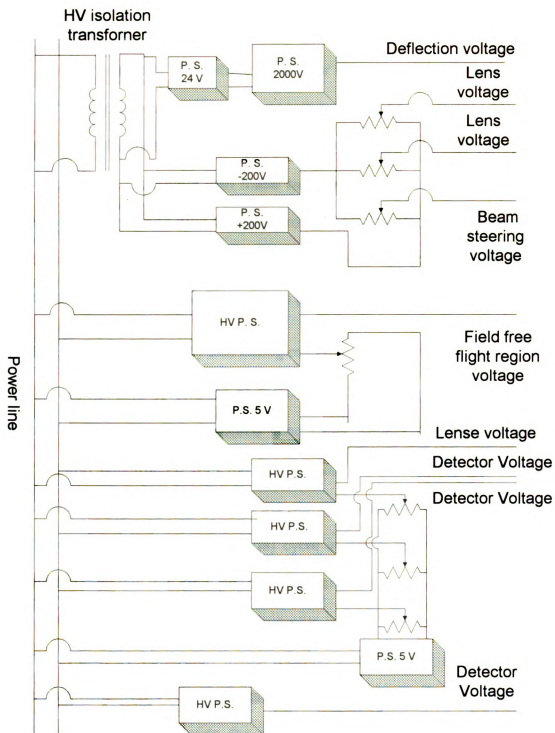 HV isolation
transforner
P. S.
24 V
P. S.
2000V
Deflection voltage
Lens
voltage
Lens
voltage
P. S.
-200V
P. S.
+200V
Beam
steering
voltage
HV P. S.
Field free
flight region
voltage
Power line
P.S. 5 V
Lense voltage
HV P.S.
Detector Voltage
Detector Voltage
HV P.S.
HV P.S.
P.S. 5 V
Detector
Voltage
HV P.S.